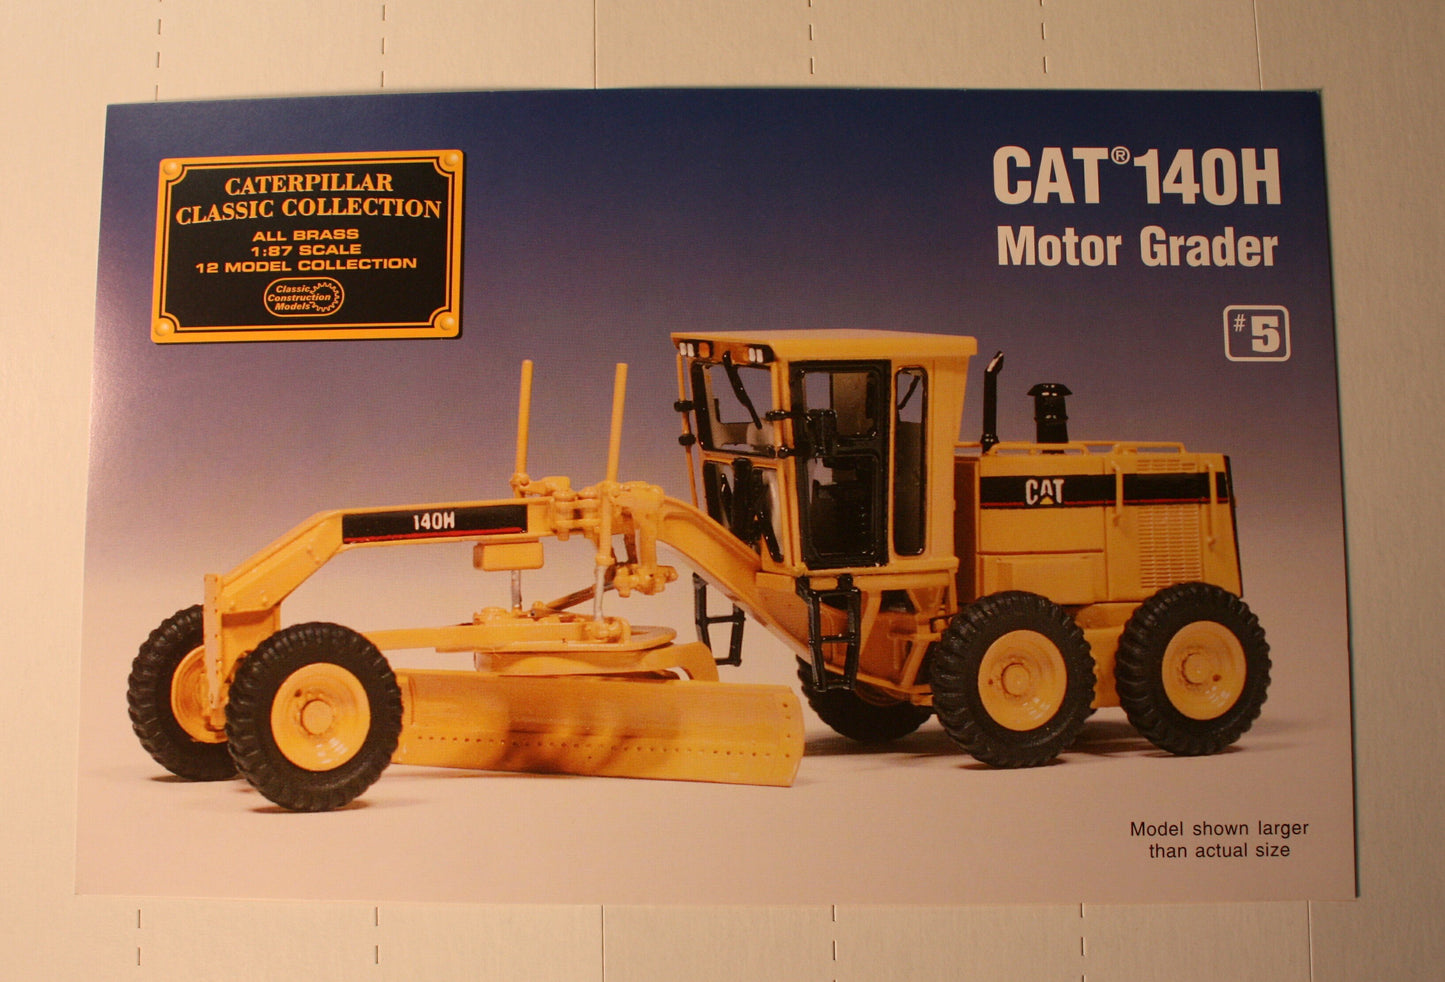 CATERPILLAR
CLASSIC COLLECTION
ALL BRASS
1:87 SCALE
12 MODEL COLLECTION
Classic
Construction
Models
CAT® 140H
Motor Grader
#5
140H
CAT
Model shown larger
than actual size